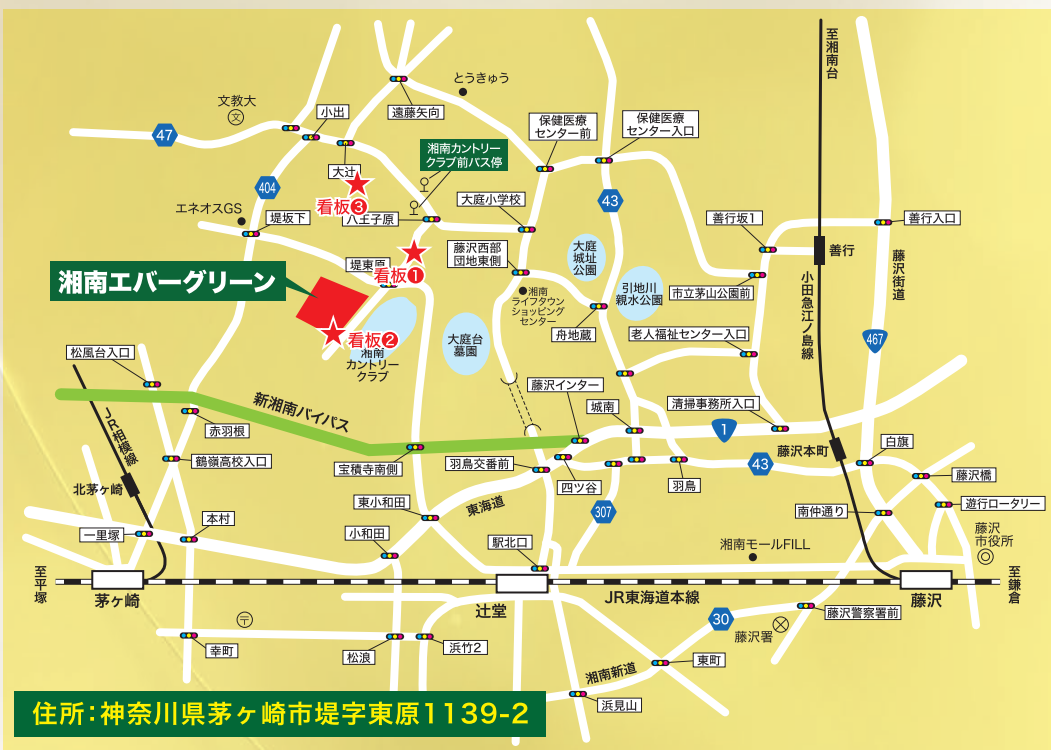 至湘南台
とうきゅう
文教大
文
小出
遠藤矢向
保健医療
センター前
保健医療
センター入口
47
湘南カントリー
クラブ前バス停
大辻
404
看板❸
八王子原
大庭小学校
43
エネオスGS
堤坂下
善行坂1
善行入口
藤沢西部
団地東側
大庭
城址
公園
善行
藤沢街道
堤東原
看板❶
湘南エバーグリーン
引地川
親水公園
市立茅山公園前
小田急江ノ島線
湘南
ライフタウン
ショッピング
センター
舟地蔵
老人福祉センター入口
467
看板❷
湘南
カントリー
クラブ
大庭台
墓園
松風台入口
藤沢インター
新湘南バイパス
城南
清掃事務所入口
JR相模線
赤羽根
1
白旗
藤沢本町
鶴嶺高校入口
宝積寺南側
羽鳥交番前
43
藤沢橋
北茅ヶ崎
四ツ谷
羽鳥
東小和田
東海道
307
南仲通り
遊行ロータリー
本村
一里塚
小和田
駅北口
湘南モールFILL
藤沢
市役所
至平塚
茅ヶ崎
辻堂
JR東海道本線
藤沢
至鎌倉
〒
30
藤沢警察署前
藤沢署
幸町
松浪
浜竹2
東町
湘南新道
浜見山
住所:神奈川県茅ヶ崎市堤字東原1139-2